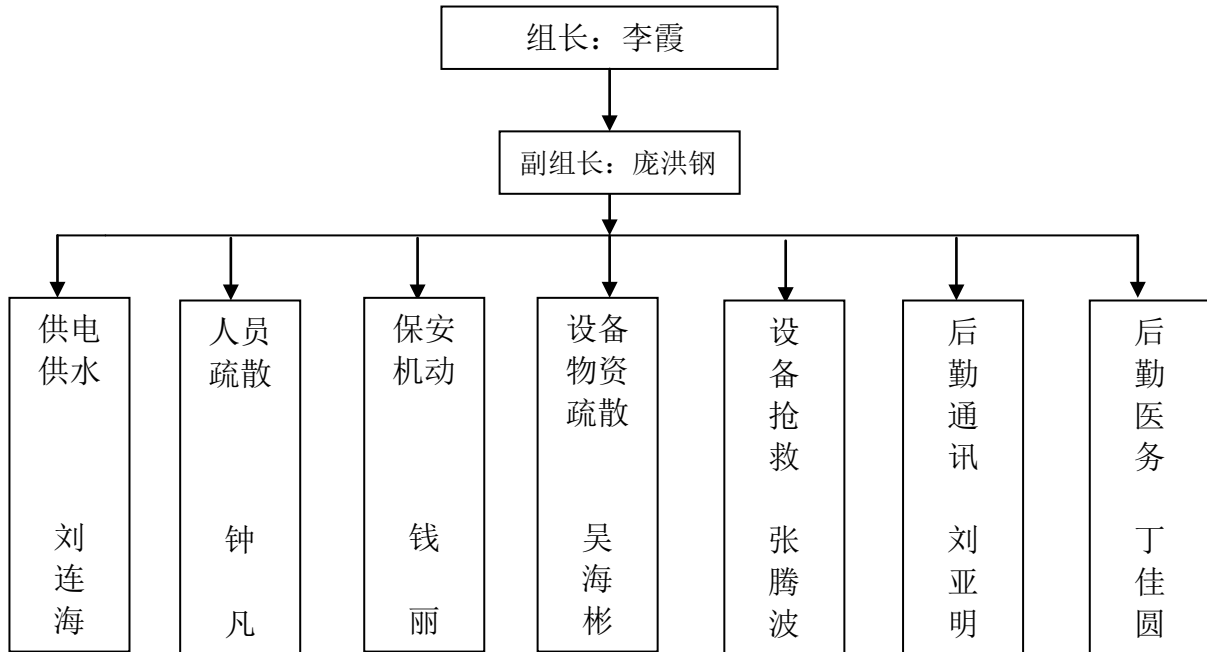 组长：李霞
副组长：庞洪钢
供电
供水
刘连海
人员
疏散
钟凡
保安
机动
钱丽
设备
物资
疏散
吴海彬
设备抢救
张腾波
后勤通讯
刘亚明
后勤医务
丁佳圆